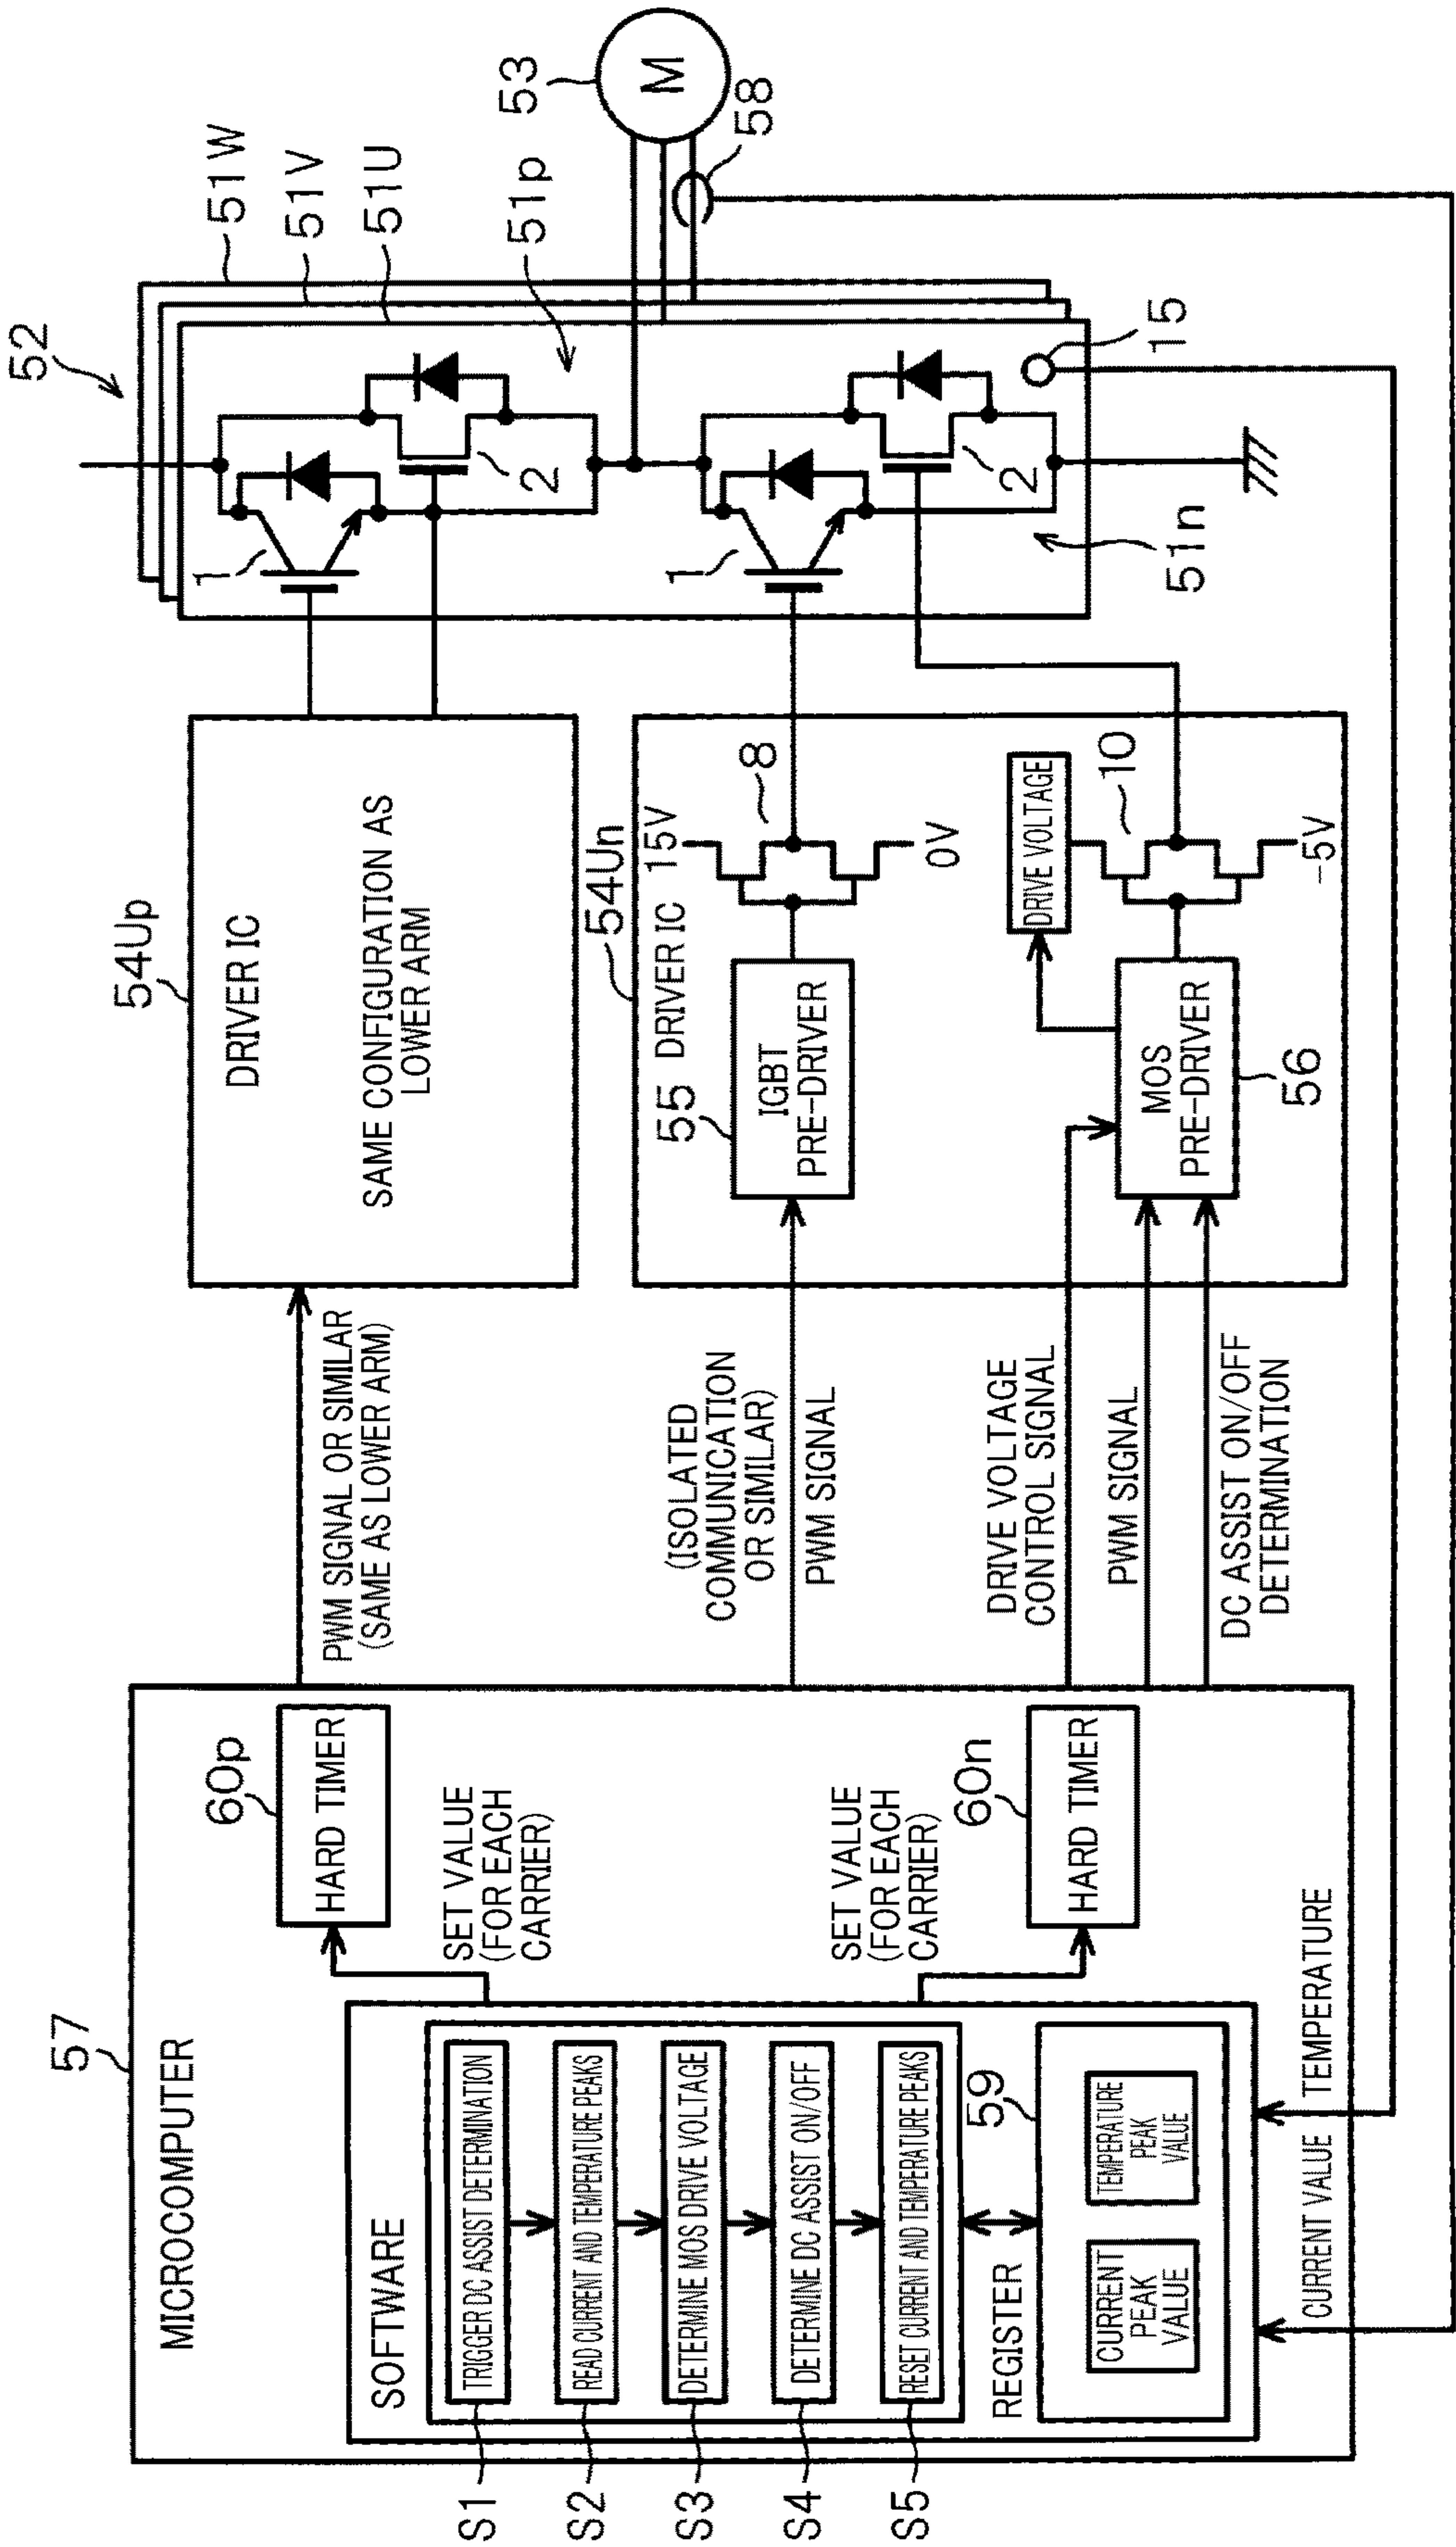 57
MICROCOMPUTER
SOFTWARE
S1
TRIGGER DC ASSIST DETERMINATION
S2
READ CURRENT AND TEMPERATURE PEAKS
S3
DETERMINE MOS DRIVE VOLTAGE
S4
DETERMINE DC ASSIST ON/OFF
S5
RESET CURRENT AND TEMPERATURE PEAKS
REGISTER
59
CURRENT
PEAK
VALUE
TEMPERATURE
PEAK
VALUE
60p
HARD TIMER
SET VALUE
(FOR EACH
CARRIER)
SET VALUE
(FOR EACH
CARRIER)
60n
HARD TIMER
CURRENT VALUE
TEMPERATURE
PWM SIGNAL OR SIMILAR
(SAME AS LOWER ARM)
(ISOLATED
COMMUNICATION
OR SIMILAR)
PWM SIGNAL
DRIVE VOLTAGE
CONTROL SIGNAL
PWM SIGNAL
DC ASSIST ON/OFF
DETERMINATION
54Up
DRIVER IC
SAME CONFIGURATION AS
LOWER ARM
54Un
DRIVER IC
55
IGBT
PRE-DRIVER
15V
8
0V
DRIVE VOLTAGE
10
-5V
MOS
PRE-DRIVER
56
52
51W
51V
51U
51p
1
2
1
2
51n
15
53
M
58